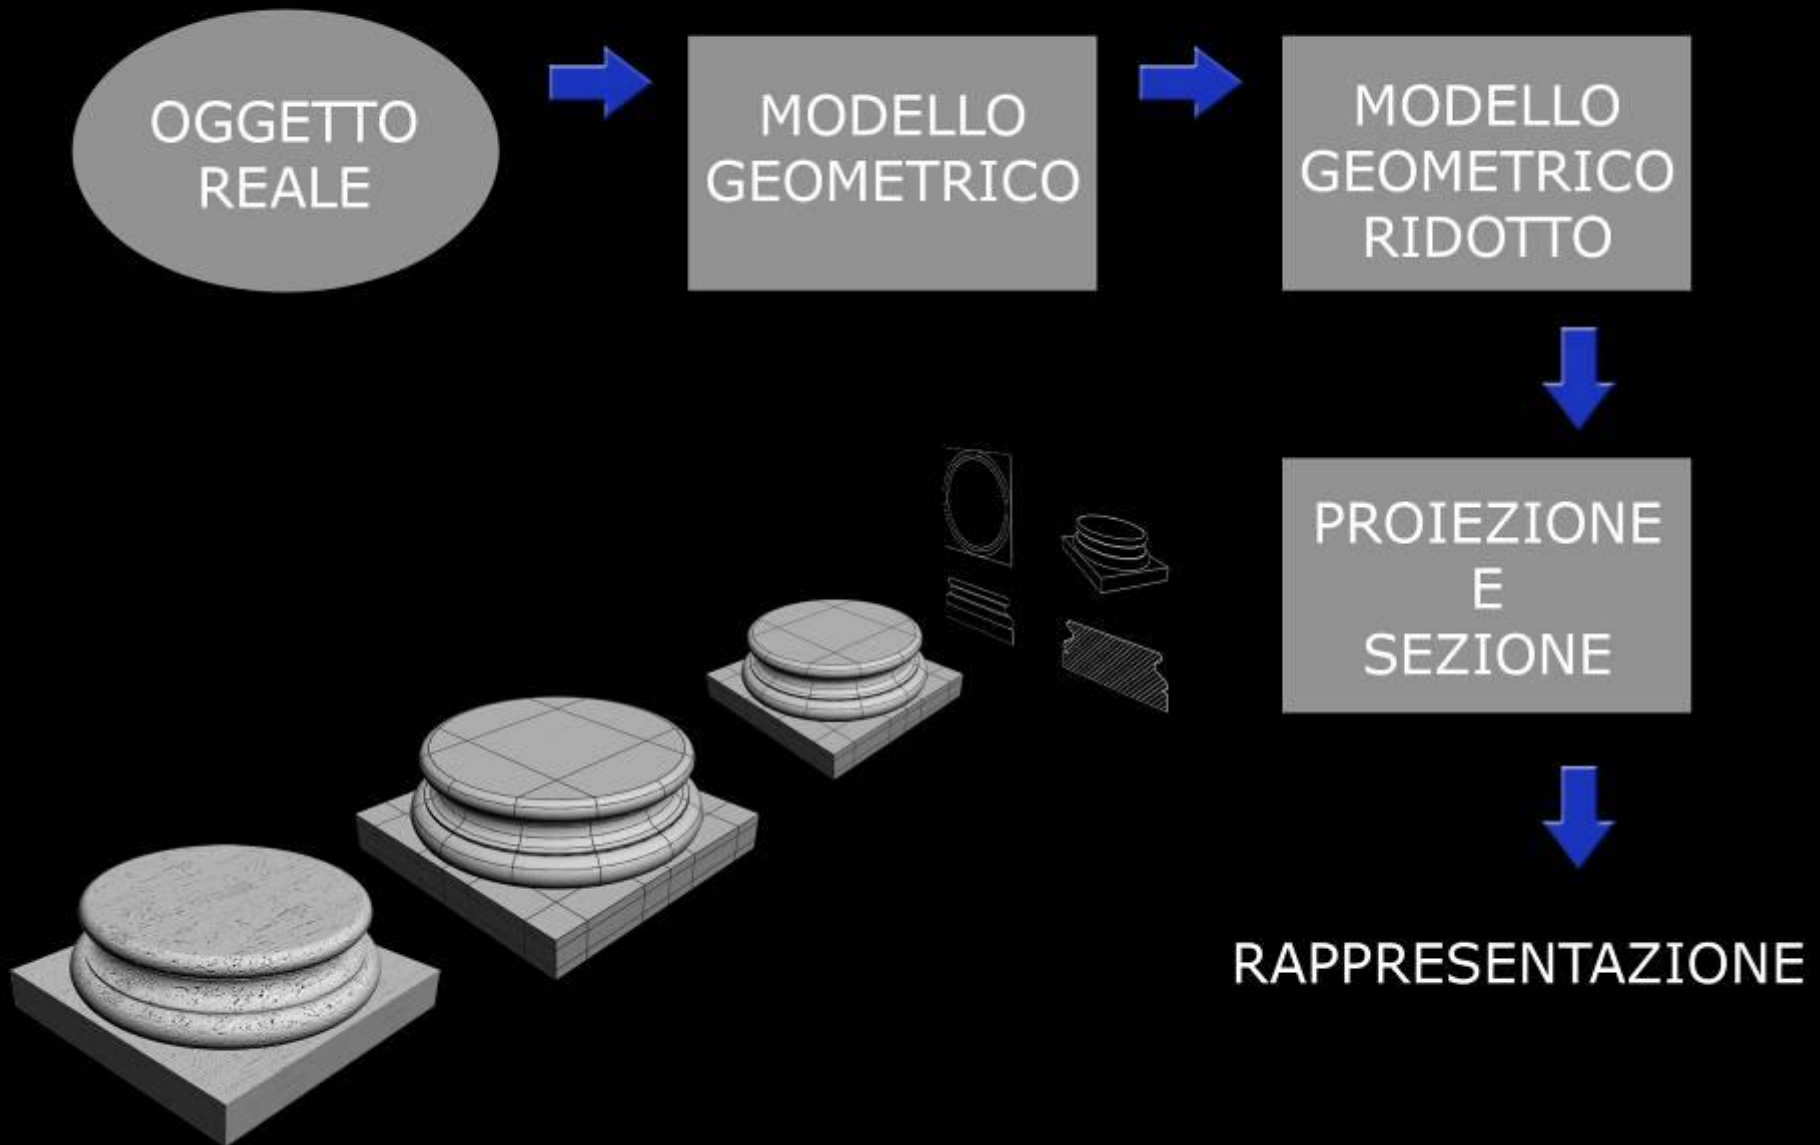 OGGETTO
REALE
MODELLO
GEOMETRICO
MODELLO
GEOMETRICO
RIDOTTO
PROIEZIONE
E
SEZIONE
RAPPRESENTAZIONE